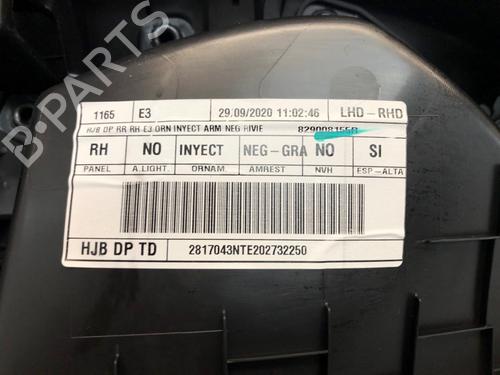 1165 E3 29/09/2020 11:02:46 LHD-RHD
HJB DP RR RH E3 ORN INYECT ARM NEG RIVIE
RH NO INYECT NEG-GRA NO SI
PANEL A.LIGHT. ORNAM. AMREST NVH ESP-ALTA
HJB DP TD 2817043NTE202732250
B-PARTS